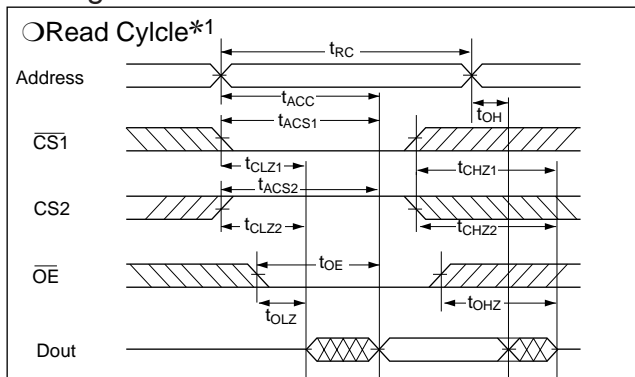 ❍Read Cylcle*1
tRC
Address
tACC
tOH
tACS1
CS1
tCLZ1
tCHZ1
tACS2
CS2
tCLZ2
tCHZ2
tOE
OE
tOLZ
tOHZ
Dout